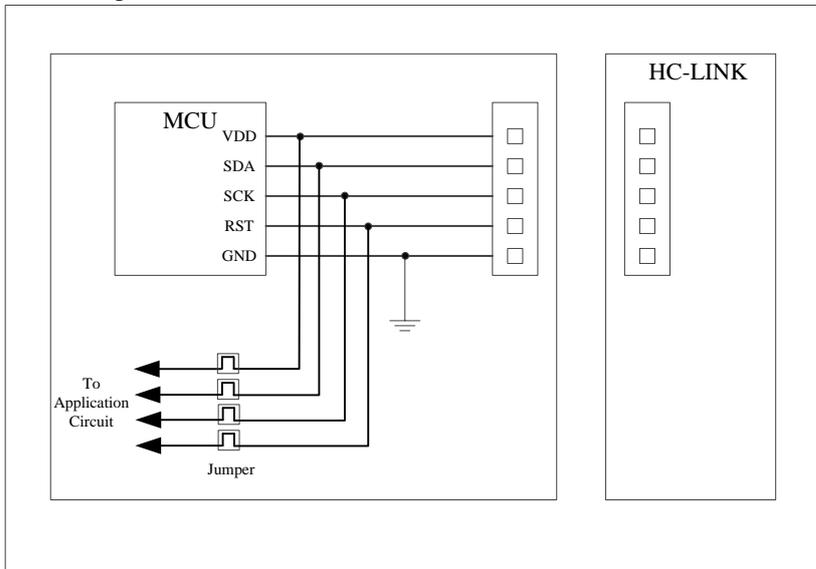 HC-LINK
MCU
VDD
SDA
SCK
RST
GND
To
Application
Circuit
Jumper